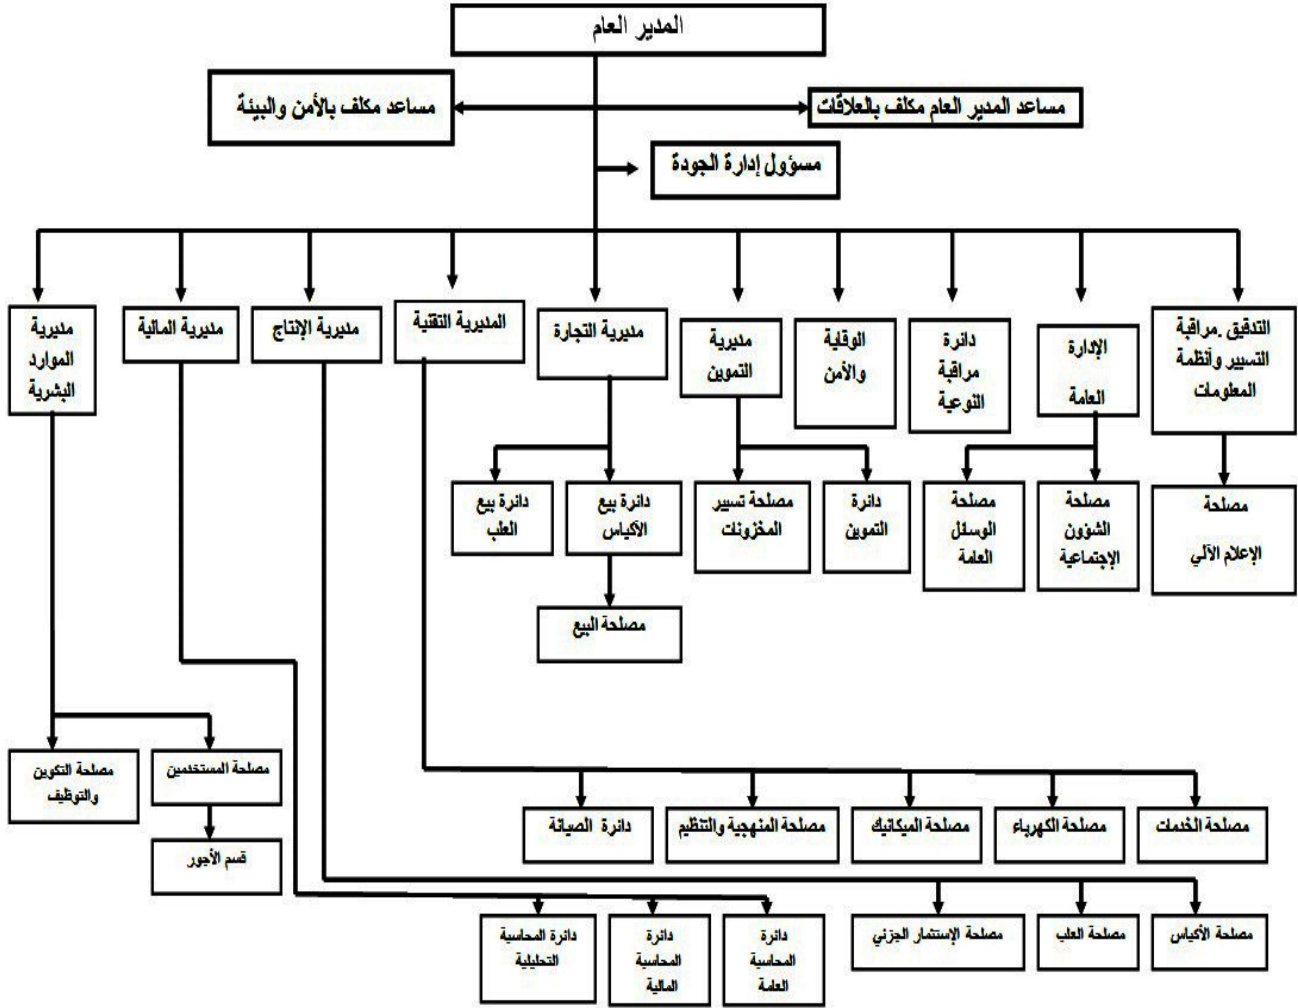 المدير العام
مساعد المدير العام مكلف بالعلاقات
مساعد مكلف بالأمن والبيئة
مسؤول إدارة الجودة
التدقيق .مراقبة
التسيير وأنظمة
المعلومات
الإدارة
العامة
دائرة
مراقبة
النوعية
الوقاية
والأمن
مديرية
التموين
مديرية التجارة
المديرية التقنية
مديرية الإنتاج
مديرية المالية
مديرية
الموارد
البشرية
مصلحة
الإعلام الآلي
مصلحة
الشؤون
الإجتماعية
مصلحة
الوسائل
العامة
دائرة
التموين
مصلحة تسيير
المخزونات
دائرة بيع
الأكياس
دائرة بيع
العلب
مصلحة البيع
مصلحة المستخدمين
مصلحة التكوين
والتوظيف
قسم الأجور
مصلحة الخدمات
مصلحة الكهرباء
مصلحة الميكانيك
مصلحة المنهجية والتنظيم
دائرة الصيانة
مصلحة الأكياس
مصلحة العلب
مصلحة الإستثمار الجزئي
دائرة
المحاسبة
العامة
دائرة
المحاسبة
المالية
دائرة المحاسبة
التحليلية